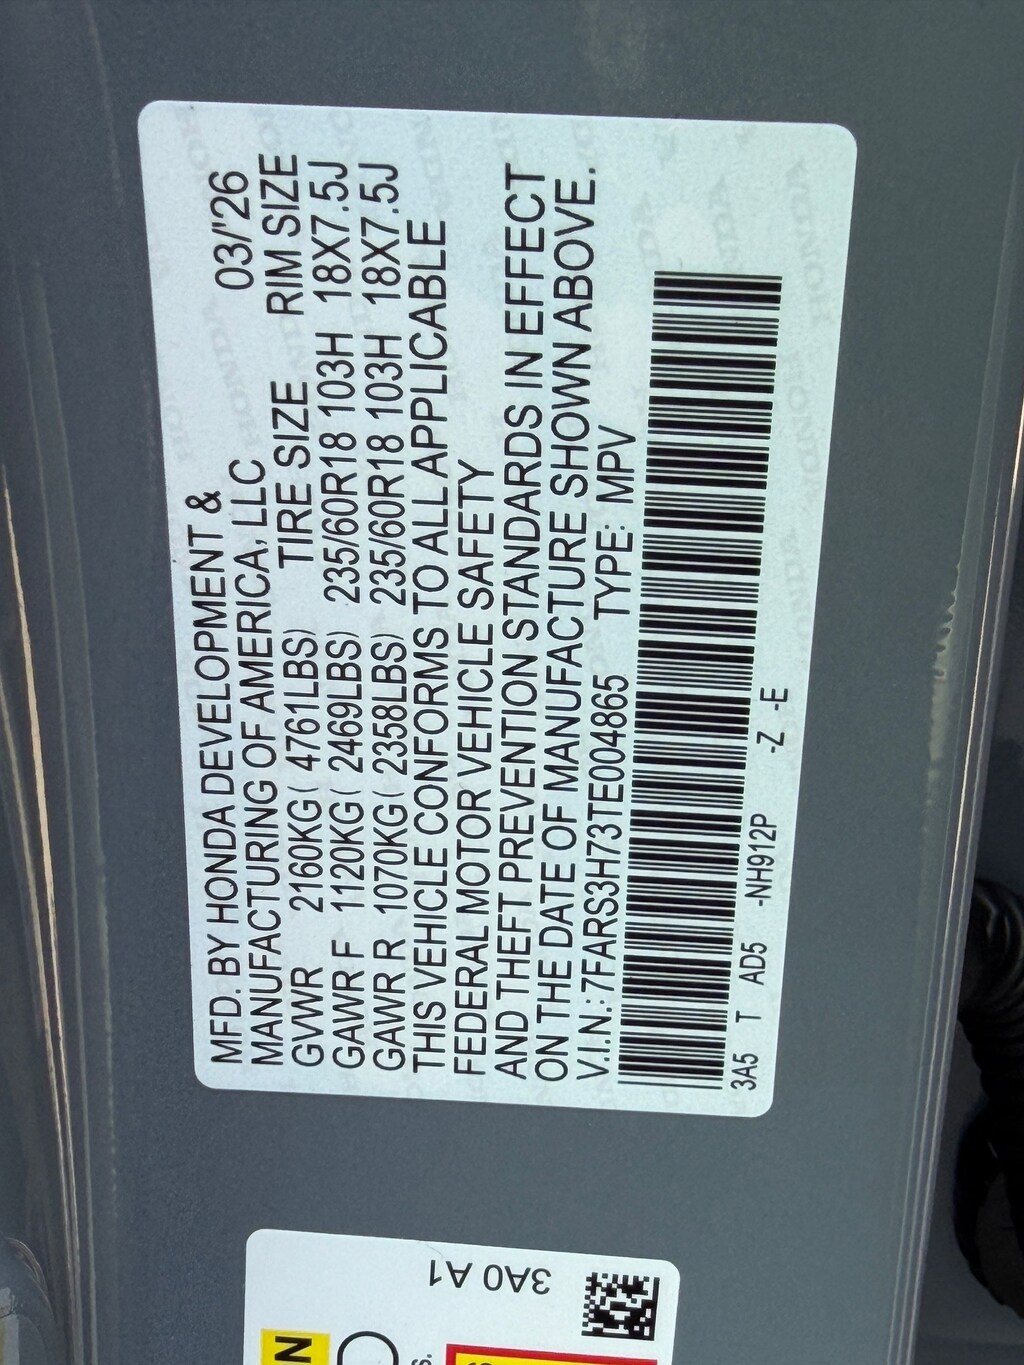 MFD. BY HONDA DEVELOPMENT &
MANUFACTURING OF AMERICA, LLC 03/'26
GVWR 2160KG ( 4761LBS) TIRE SIZE RIM SIZE
GAWR F 1120KG ( 2469LBS) 235/60R18 103H 18X7.5J
GAWR R 1070KG ( 2358LBS) 235/60R18 103H 18X7.5J
THIS VEHICLE CONFORMS TO ALL APPLICABLE
FEDERAL MOTOR VEHICLE SAFETY
AND THEFT PREVENTION STANDARDS IN EFFECT
ON THE DATE OF MANUFACTURE SHOWN ABOVE.
V.I.N.: 7FARS3H73TE004865 TYPE: MPV
3A5 T AD5 -NH912P -Z -E
3A0 A1